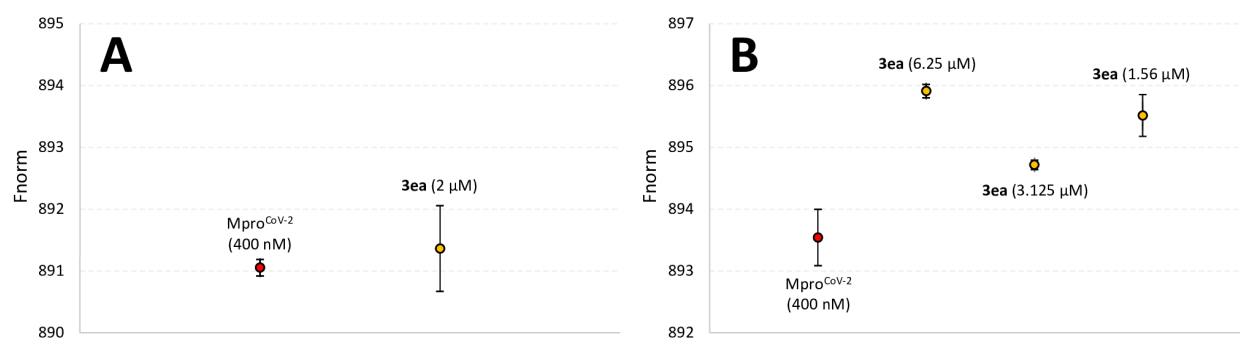 A
895
894
893
892
891
890
Fnorm
Mpro^CoV-2
(400 nM)
3ea (2 µM)
B
897
896
895
894
893
892
Fnorm
3ea (6.25 µM)
3ea (1.56 µM)
3ea (3.125 µM)
Mpro^CoV-2
(400 nM)